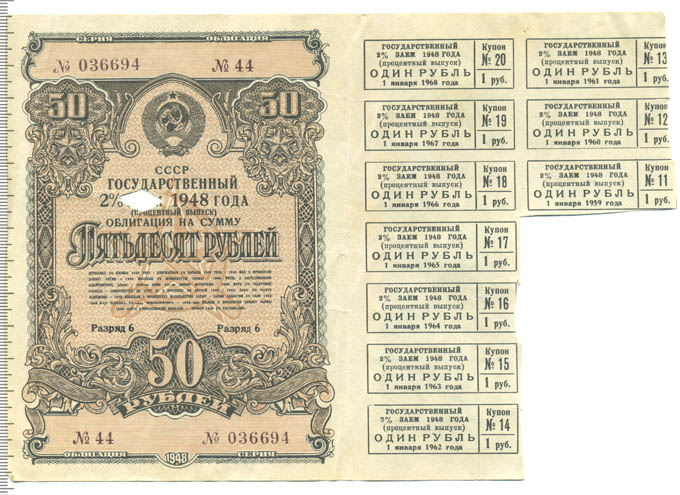 СЕРИЯ ОБЛИГАЦИЯ
№ 036694 № 44
50 50
СССР
ГОСУДАРСТВЕННЫЙ
2% 1948 ГОДА
(ПРОЦЕНТНЫЙ ВЫПУСК)
ОБЛИГАЦИЯ НА СУММУ
ПЯТЬДЕСЯТ РУБЛЕЙ
Разряд 6 Разряд 6
50
РУБЛЕЙ
№ 44 № 036694
ОБЛИГАЦИЯ 1948 СЕРИЯ
ГОСУДАРСТВЕННЫЙ
2% ЗАЕМ 1948 ГОДА
(процентный выпуск)
ОДИН РУБЛЬ
1 января 1968 года
Купон
№ 20
1 руб.
ГОСУДАРСТВЕННЫЙ
2% ЗАЕМ 1948 ГОДА
(процентный выпуск)
ОДИН РУБЛЬ
1 января 1967 года
Купон
№ 19
1 руб.
ГОСУДАРСТВЕННЫЙ
2% ЗАЕМ 1948 ГОДА
(процентный выпуск)
ОДИН РУБЛЬ
1 января 1966 года
Купон
№ 18
1 руб.
ГОСУДАРСТВЕННЫЙ
2% ЗАЕМ 1948 ГОДА
(процентный выпуск)
ОДИН РУБЛЬ
1 января 1965 года
Купон
№ 17
1 руб.
ГОСУДАРСТВЕННЫЙ
2% ЗАЕМ 1948 ГОДА
(процентный выпуск)
ОДИН РУБЛЬ
1 января 1964 года
Купон
№ 16
1 руб.
ГОСУДАРСТВЕННЫЙ
2% ЗАЕМ 1948 ГОДА
(процентный выпуск)
ОДИН РУБЛЬ
1 января 1963 года
Купон
№ 15
1 руб.
ГОСУДАРСТВЕННЫЙ
2% ЗАЕМ 1948 ГОДА
(процентный выпуск)
ОДИН РУБЛЬ
1 января 1962 года
Купон
№ 14
1 руб.
ГОСУДАРСТВЕННЫЙ
2% ЗАЕМ 1948 ГОДА
(процентный выпуск)
ОДИН РУБЛЬ
1 января 1961 года
Купон
№ 13
1 руб.
ГОСУДАРСТВЕННЫЙ
2% ЗАЕМ 1948 ГОДА
(процентный выпуск)
ОДИН РУБЛЬ
1 января 1960 года
Купон
№ 12
1 руб.
ГОСУДАРСТВЕННЫЙ
2% ЗАЕМ 1948 ГОДА
(процентный выпуск)
ОДИН РУБЛЬ
1 января 1959 года
Купон
№ 11
1 руб.